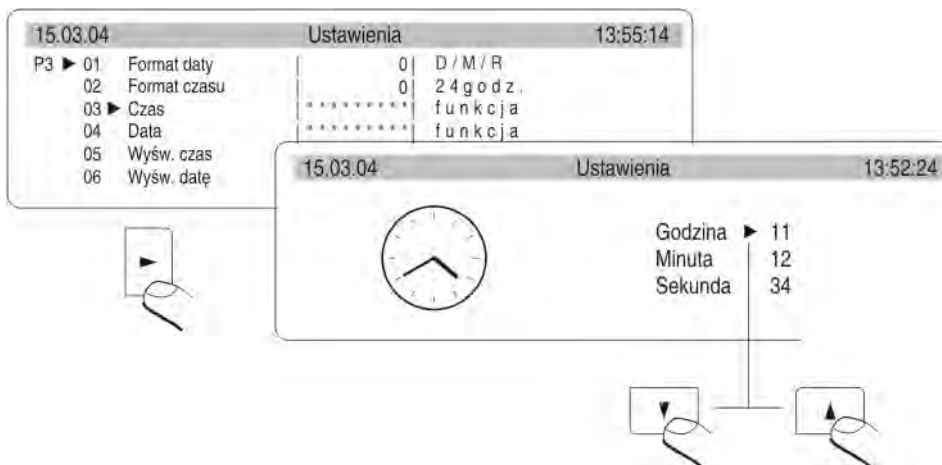 15.03.04 Ustawienia 13:55:14
P3 ► 01 Format daty | 0| D/M/R
02 Format czasu | 0| 24godz.
03 ► Czas |*********| funkcja
04 Data |*********| funkcja
05 Wyśw. czas
06 Wyśw. datę
15.03.04 Ustawienia 13:52:24
Godzina ► 11
Minuta 12
Sekunda 34